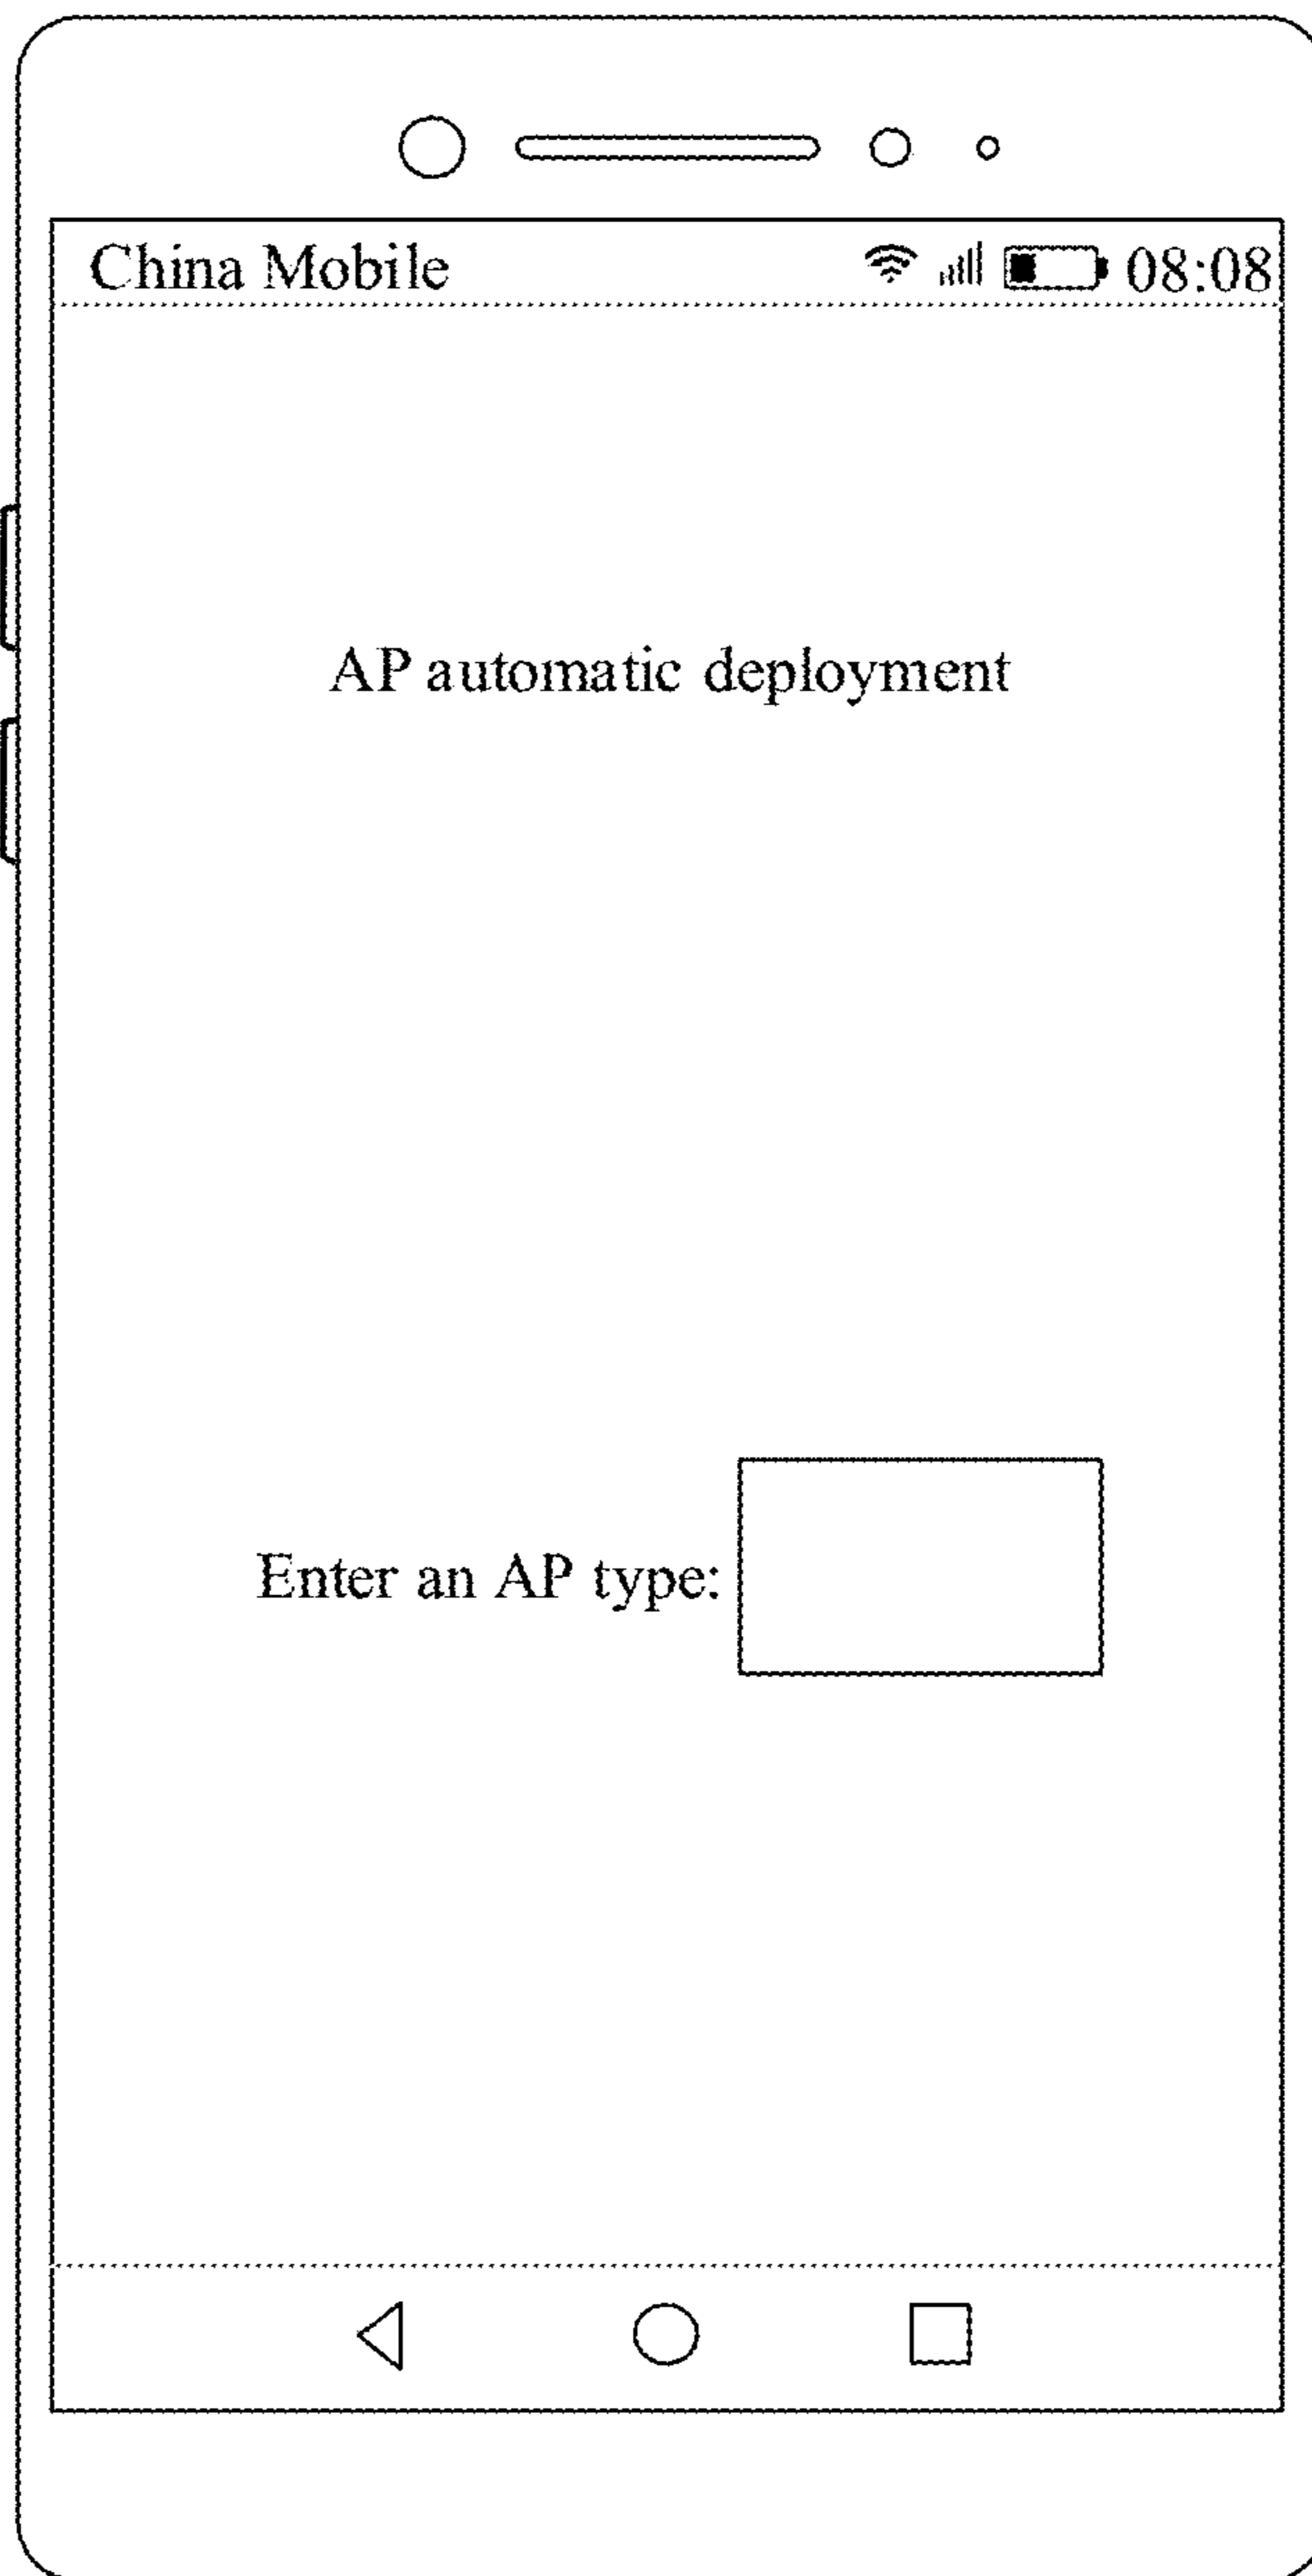 China Mobile 08:08
AP automatic deployment
Enter an AP type: